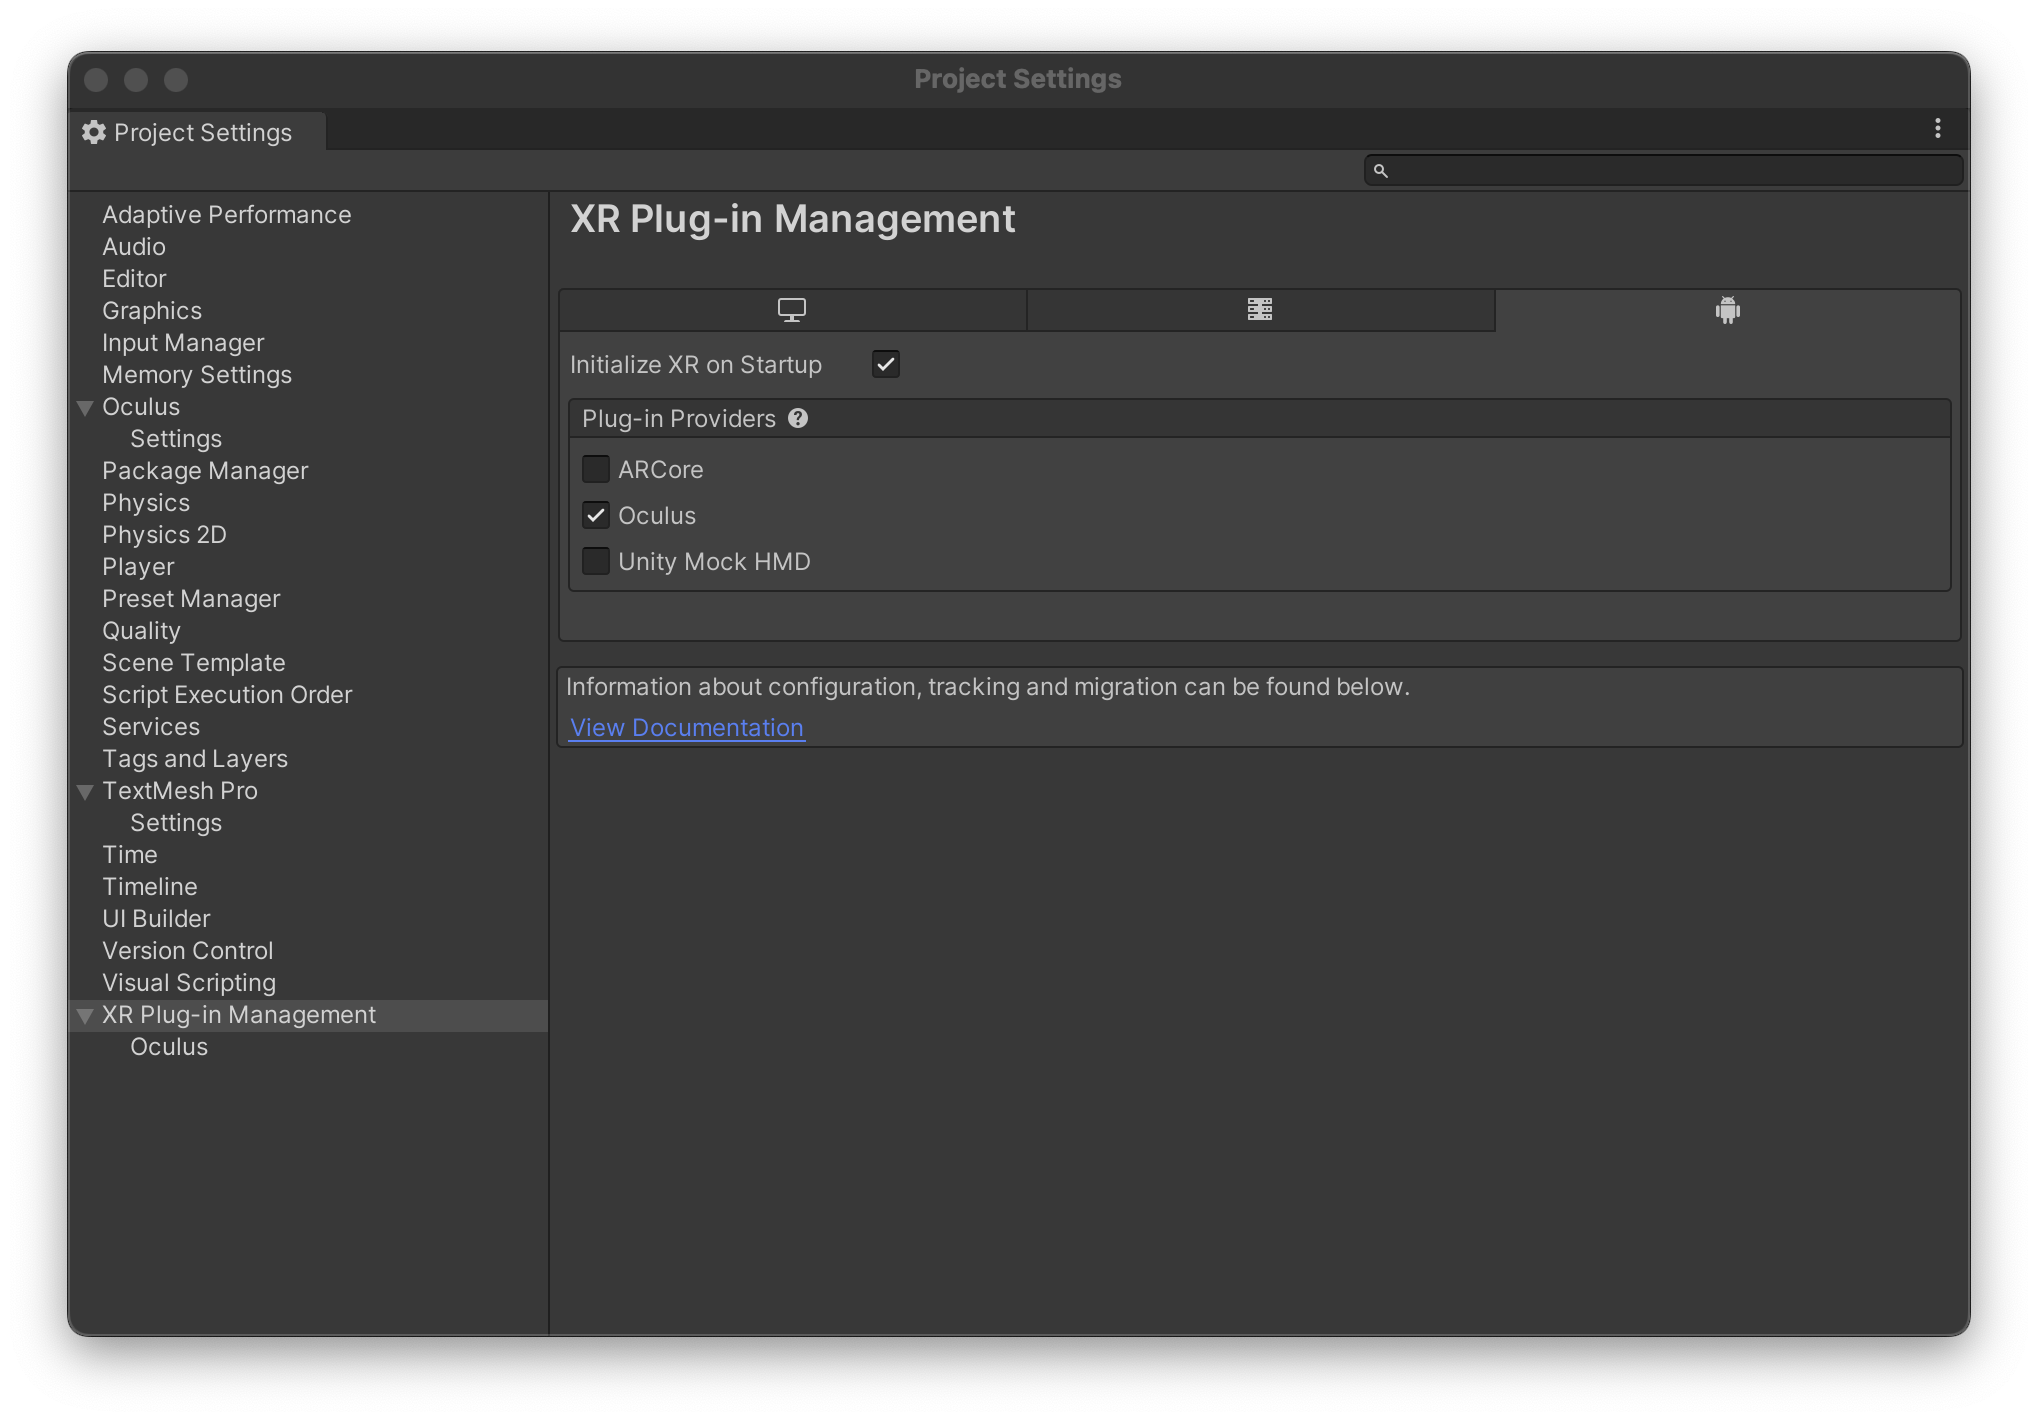 Project Settings
Project Settings
Adaptive Performance
Audio
Editor
Graphics
Input Manager
Memory Settings
Oculus
Settings
Package Manager
Physics
Physics 2D
Player
Preset Manager
Quality
Scene Template
Script Execution Order
Services
Tags and Layers
TextMesh Pro
Settings
Time
Timeline
UI Builder
Version Control
Visual Scripting
XR Plug-in Management
Oculus
XR Plug-in Management
Initialize XR on Startup
Plug-in Providers
ARCore
Oculus
Unity Mock HMD
Information about configuration, tracking and migration can be found below.
View Documentation